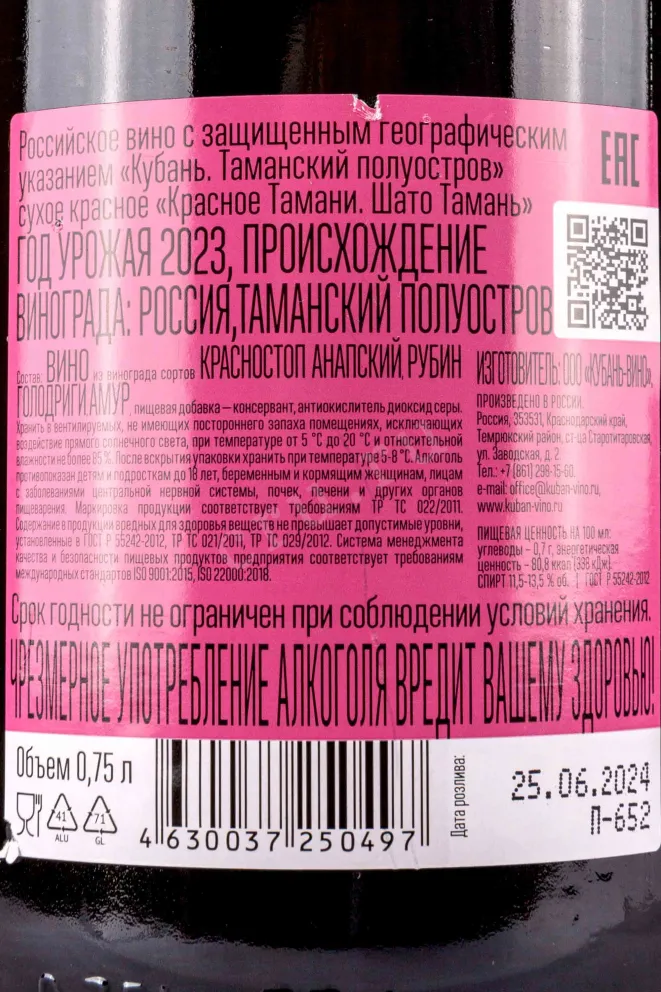 Российское вино с защищенным географическим
указанием «Кубань. Таманский полуостров»
сухое красное «Красное Тамани. Шато Тамань»
ГОД УРОЖАЯ 2023, ПРОИСХОЖДЕНИЕ
ВИНОГРАДА: РОССИЯ,ТАМАНСКИЙ ПОЛУОСТРОВ
EAC
Состав: ВИНО из винограда сортов КРАСНОСТОП АНАПСКИЙ, РУБИН
ГОЛОДРИГИ,АМУР, пищевая добавка – консервант, антиокислитель диоксид серы.
Хранить в вентилируемых, не имеющих постороннего запаха помещениях, исключающих
воздействие прямого солнечного света, при температуре от 5 °С до 20 °С и относительной
влажности не более 85 %. После вскрытия упаковки хранить при температуре 5-8 °С. Алкоголь
противопоказан детям и подросткам до 18 лет, беременным и кормящим женщинам, лицам
с заболеваниями центральной нервной системы, почек, печени и других органов
пищеварения. Маркировка продукции соответствует требованиям ТР ТС 022/2011.
Содержание в продукции вредных для здоровья веществ не превышает допустимые уровни,
установленные в ГОСТ Р 55242-2012, ТР ТС 021/2011, ТР ТС 029/2012. Система менеджмента
качества и безопасности пищевых продуктов предприятия соответствует требованиям
международных стандартов ISO 9001:2015, ISO 22000:2018.
ИЗГОТОВИТЕЛЬ: ООО «КУБАНЬ-ВИНО»,
ПРОИЗВЕДЕНО В РОССИИ,
Россия, 353531, Краснодарский край,
Темрюкский район, ст-ца Старотитаровская,
ул. Заводская, д. 2.
Тел.: +7 (861) 298-15-60.
e-mail: office@kuban-vino.ru,
www.kuban-vino.ru
ПИЩЕВАЯ ЦЕННОСТЬ НА 100 мл:
углеводы – 0,7 г, энергетическая
ценность – 80,8 ккал (336 кДж).
СПИРТ 11,5-13,5 % об. | ГОСТ Р 55242-2012
Срок годности не ограничен при соблюдении условий хранения.
ЧРЕЗМЕРНОЕ УПОТРЕБЛЕНИЕ АЛКОГОЛЯ ВРЕДИТ ВАШЕМУ ЗДОРОВЬЮ!
Объем 0,75 л
41
ALU
71
GL
4 630037 250497
Дата розлива:
25.06.2024
П-652